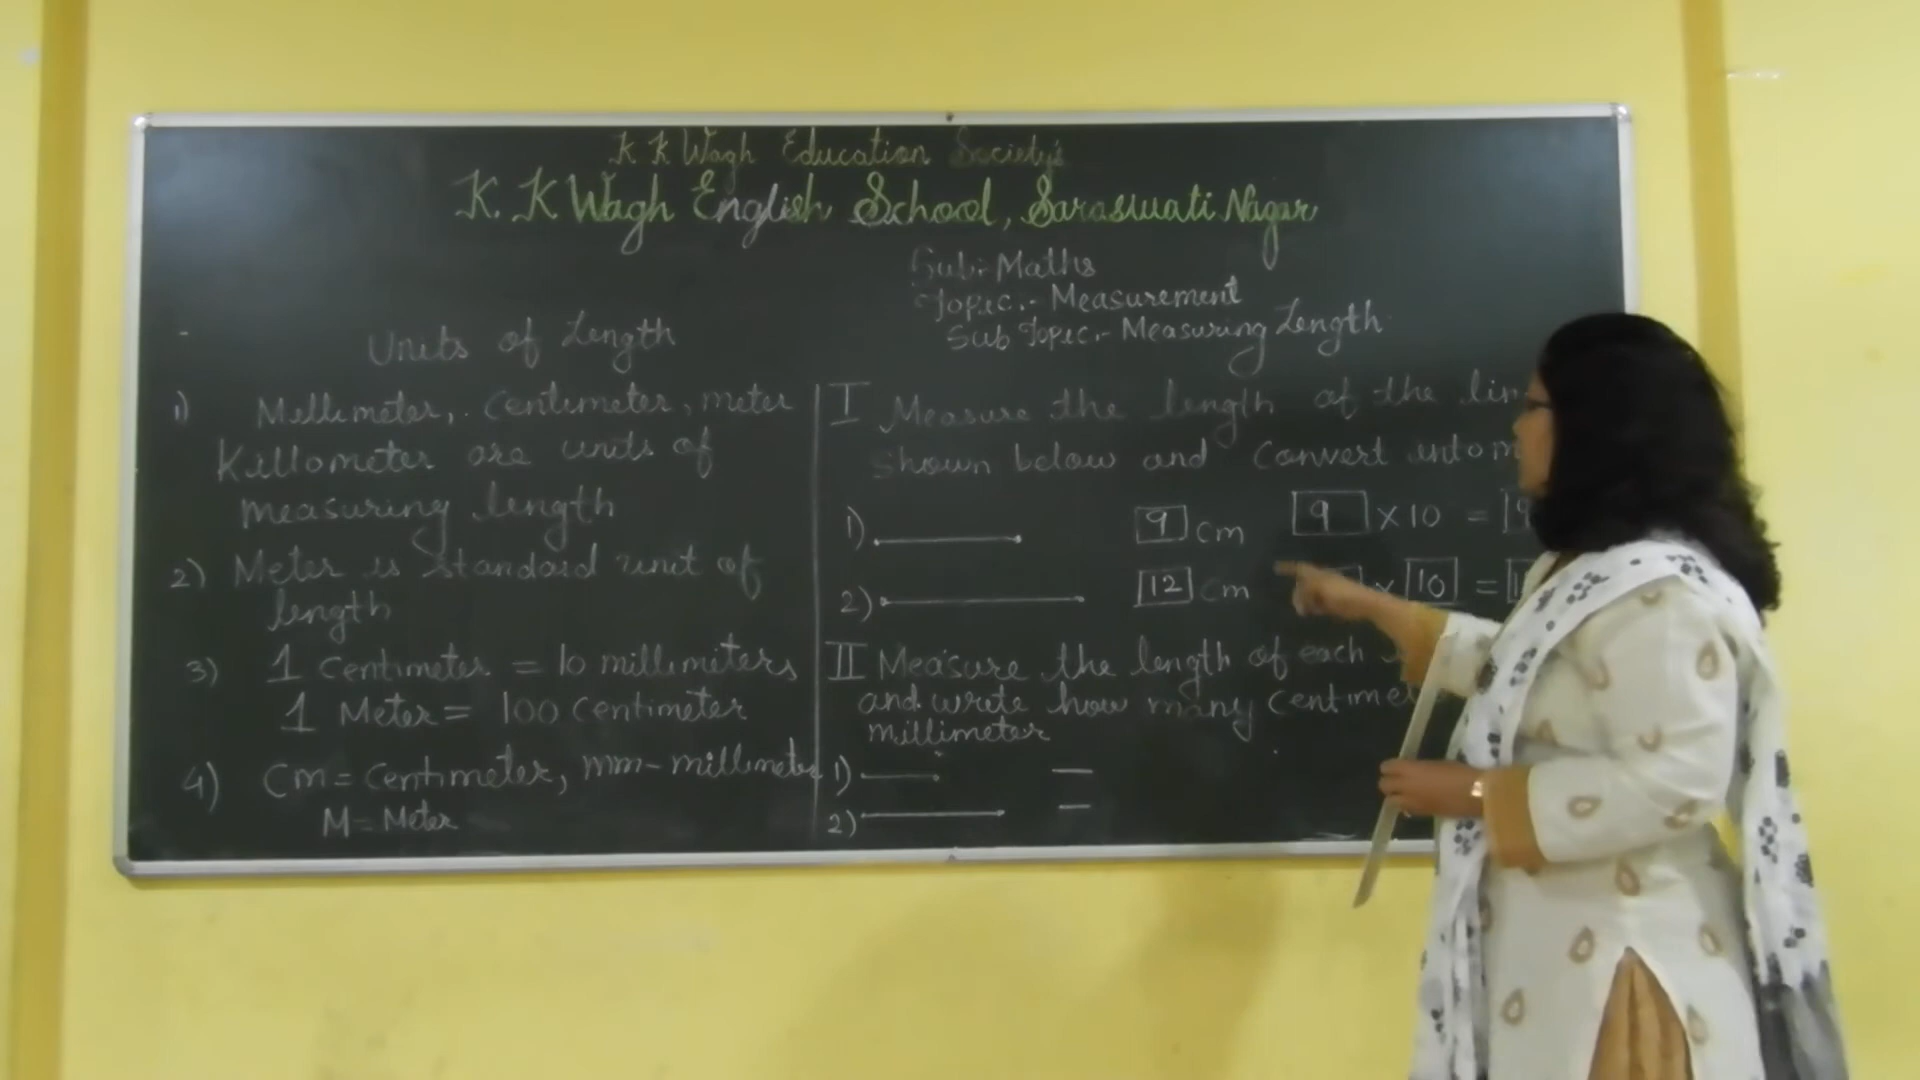 K K Wagh Education Society's
K. K Wagh English School, Saraswati Nagar
Sub:- Maths
Topic:- Measurement
Sub Topic:- Measuring Length
Units of Length
1) Millimeter, Centimeter, meter
Killometer are units of
measuring length
2) Meter is standard unit of
length
3) 1 Centimeter = 10 millimeters
1 Meter = 100 Centimeter
4) Cm = Centimeter, mm - millimeter
M = Meter
I Measure the length of the
shown below and convert into
1) 9 cm 9 × 10 =
2) 12 cm × 10 =
II Measure the length of each
and write how many
millimeter
1)
2)